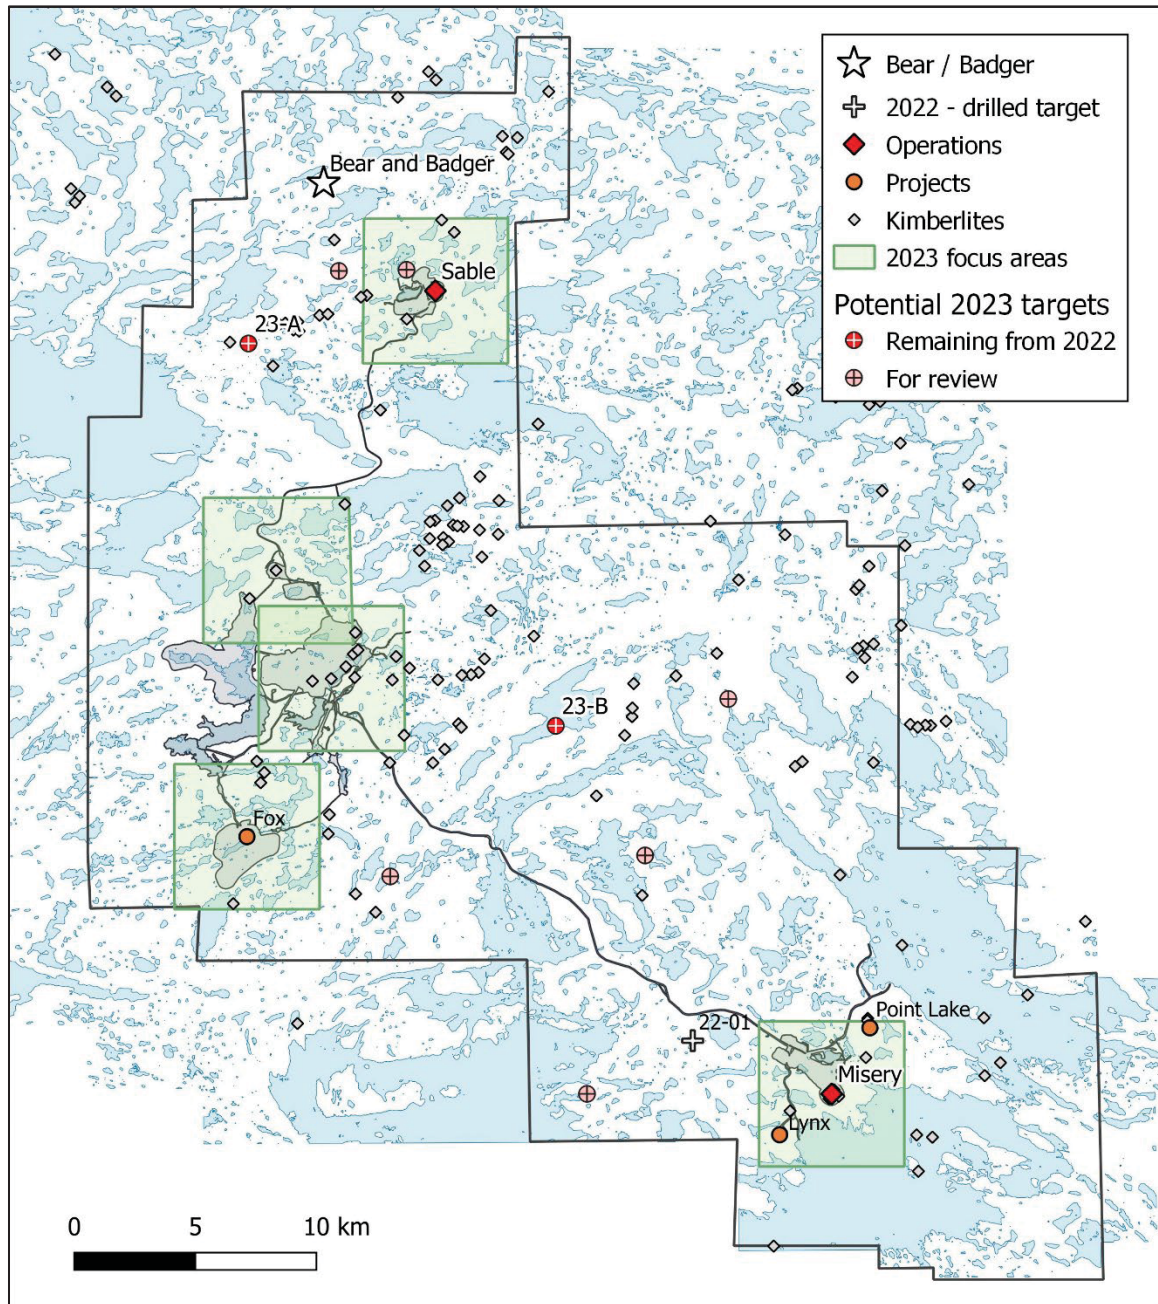 Bear / Badger
2022 - drilled target
Operations
Projects
Kimberlites
2023 focus areas
Potential 2023 targets
Remaining from 2022
For review
Bear and Badger
Sable
23-A
23-B
Fox
22-01
Point Lake
Misery
Lynx
0 5 10 km